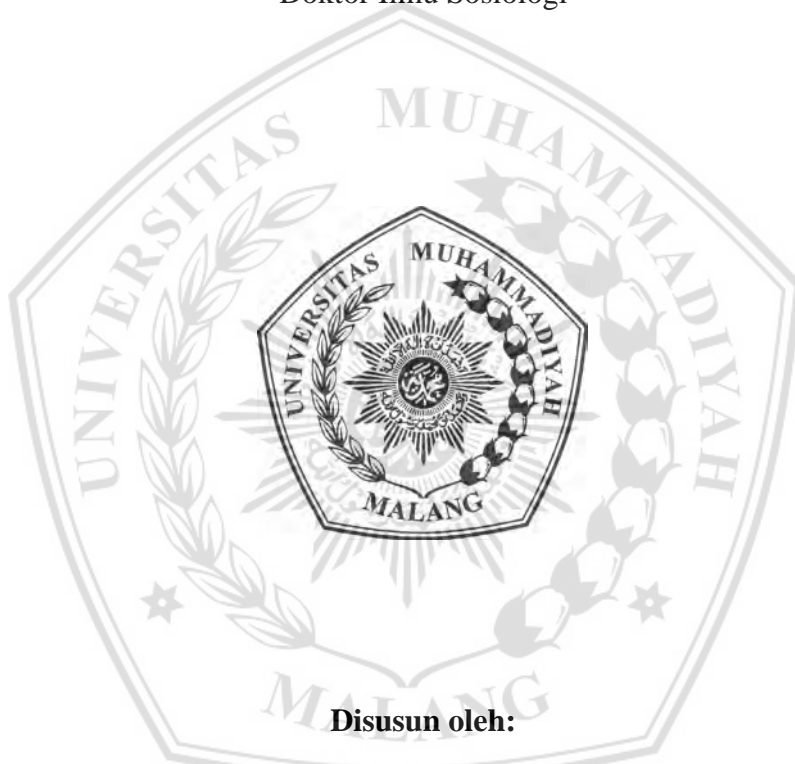 Doktor Ilmu Sosiologi
UNIVERSITAS MUHAMMADIYAH
MALANG
UNIVERSITAS MUHAMMADIYAH
MALANG
Disusun oleh: